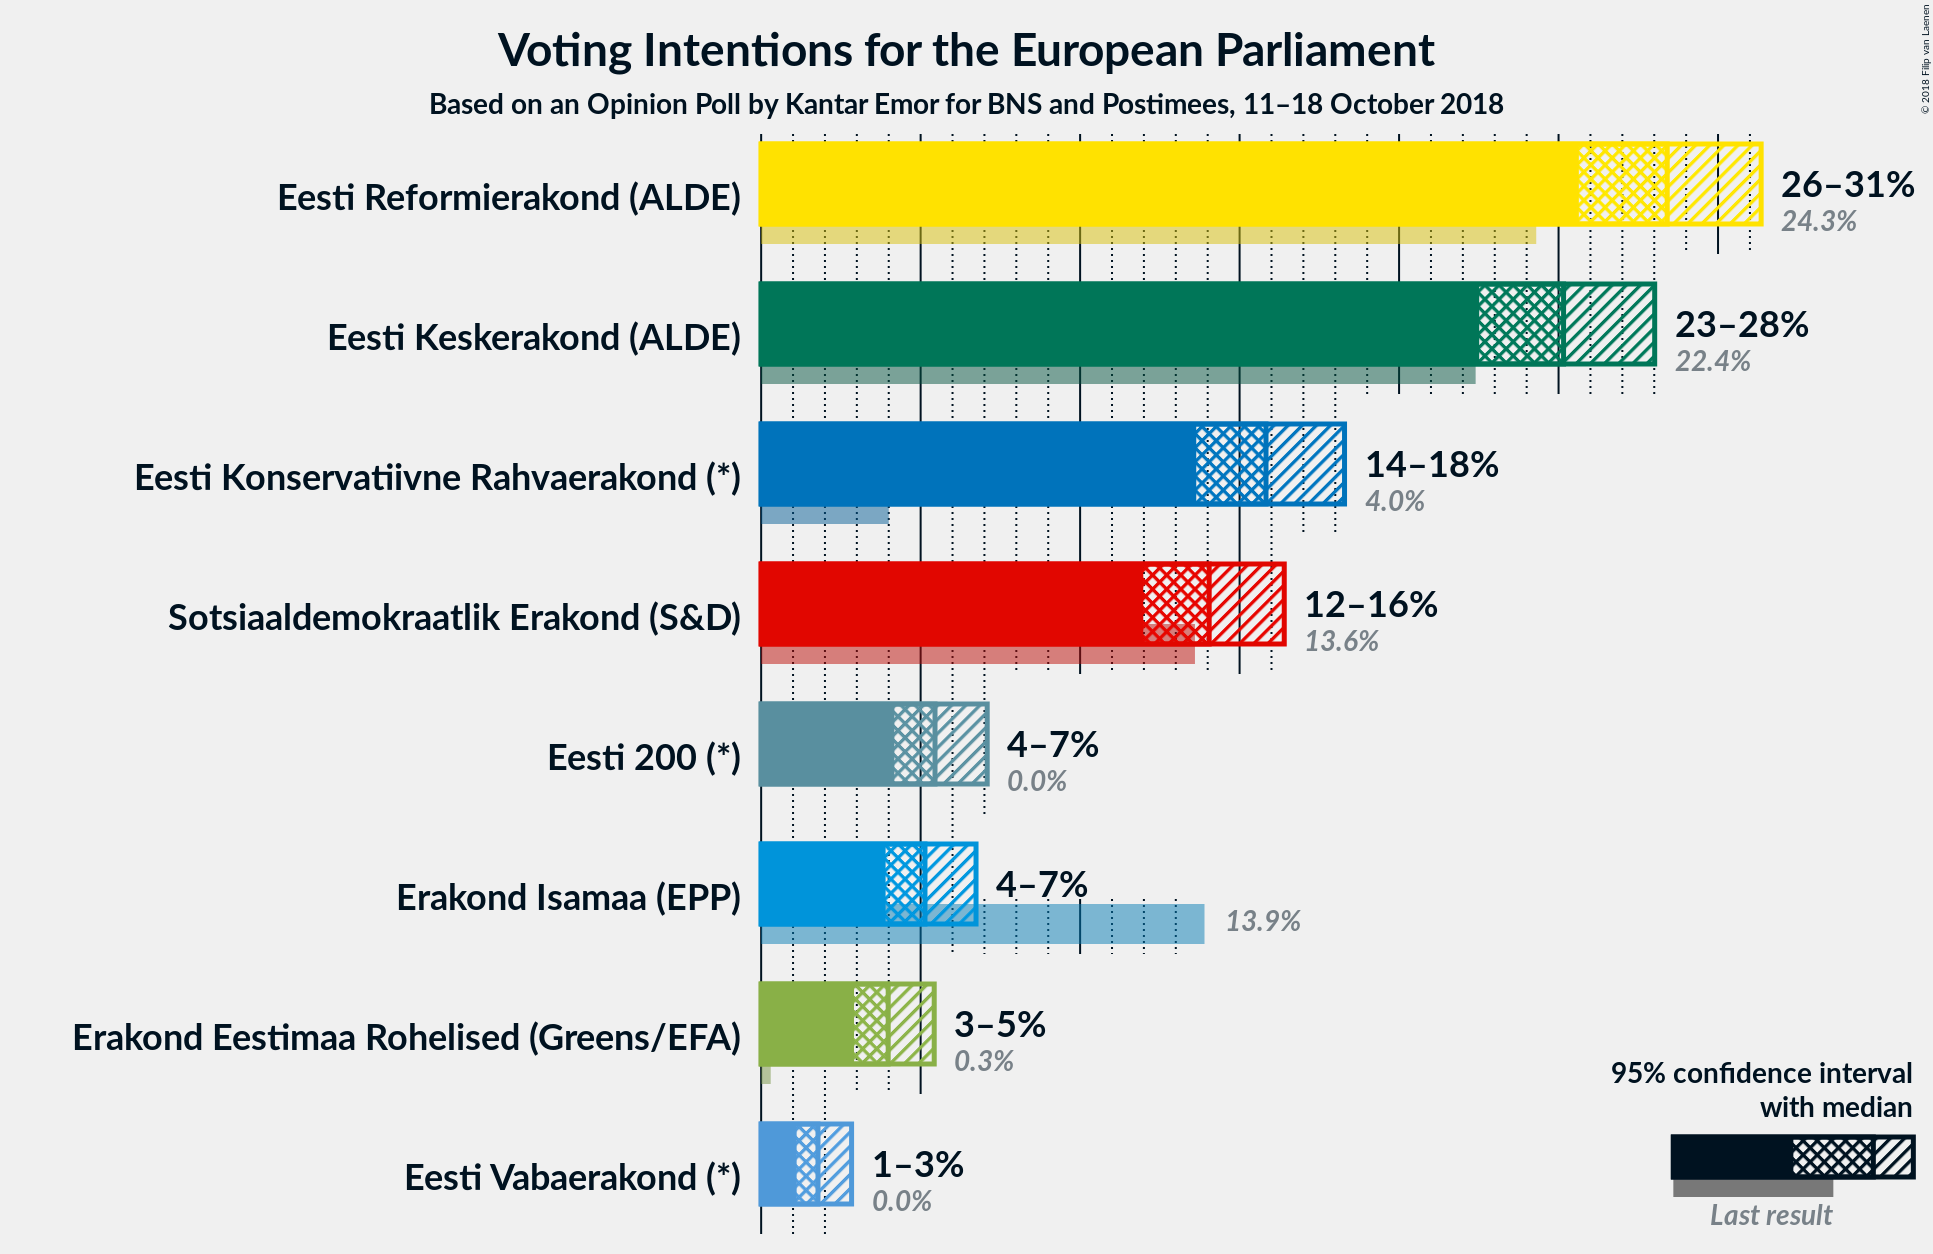 © 2018 Filip van Laenen
Voting Intentions for the European Parliament
Based on an Opinion Poll by Kantar Emor for BNS and Postimees, 11–18 October 2018
Eesti Reformierakond (ALDE)
26–31%
24.3%
Eesti Keskerakond (ALDE)
23–28%
22.4%
Eesti Konservatiivne Rahvaerakond (*)
14–18%
4.0%
Sotsiaaldemokraatlik Erakond (S&D)
12–16%
13.6%
Eesti 200 (*)
4–7%
0.0%
Erakond Isamaa (EPP)
4–7%
13.9%
Erakond Eestimaa Rohelised (Greens/EFA)
3–5%
0.3%
Eesti Vabaerakond (*)
1–3%
0.0%
95% confidence interval
with median
Last result